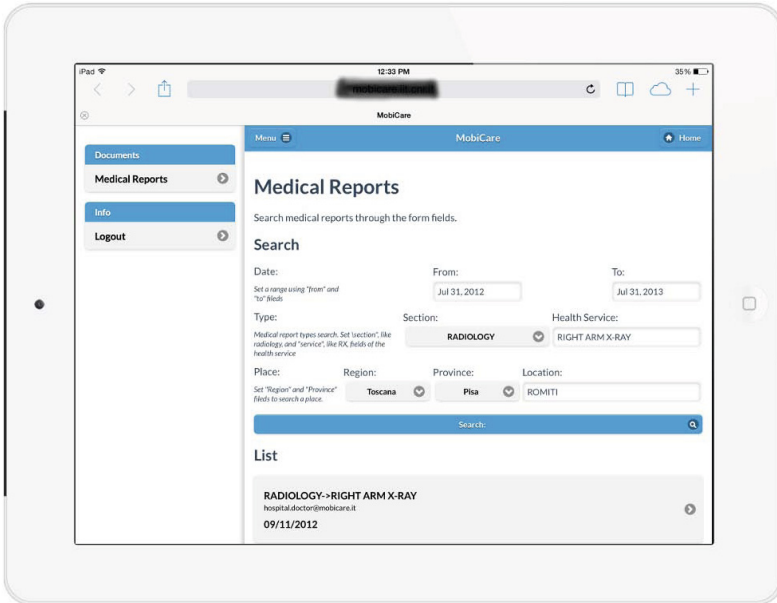 iPad
12:33 PM
35%
MobiCare
Menu
MobiCare
Home
Documents
Medical Reports
Info
Logout
Medical Reports
Search medical reports through the form fields.
Search
Date:
From:
To:
Set a range using "from" and
"to" fileds
Jul 31, 2012
Jul 31, 2013
Type:
Section:
Health Service:
Medical report types search. Set \section", like
radiology, and "service", like RX, fields of the
health service
RADIOLOGY
RIGHT ARM X-RAY
Place:
Region:
Province:
Location:
Set "Region" and "Province"
fileds to search a place.
Toscana
Pisa
ROMITI
Search:
List
RADIOLOGY->RIGHT ARM X-RAY
hospital.doctor@mobicare.it
09/11/2012